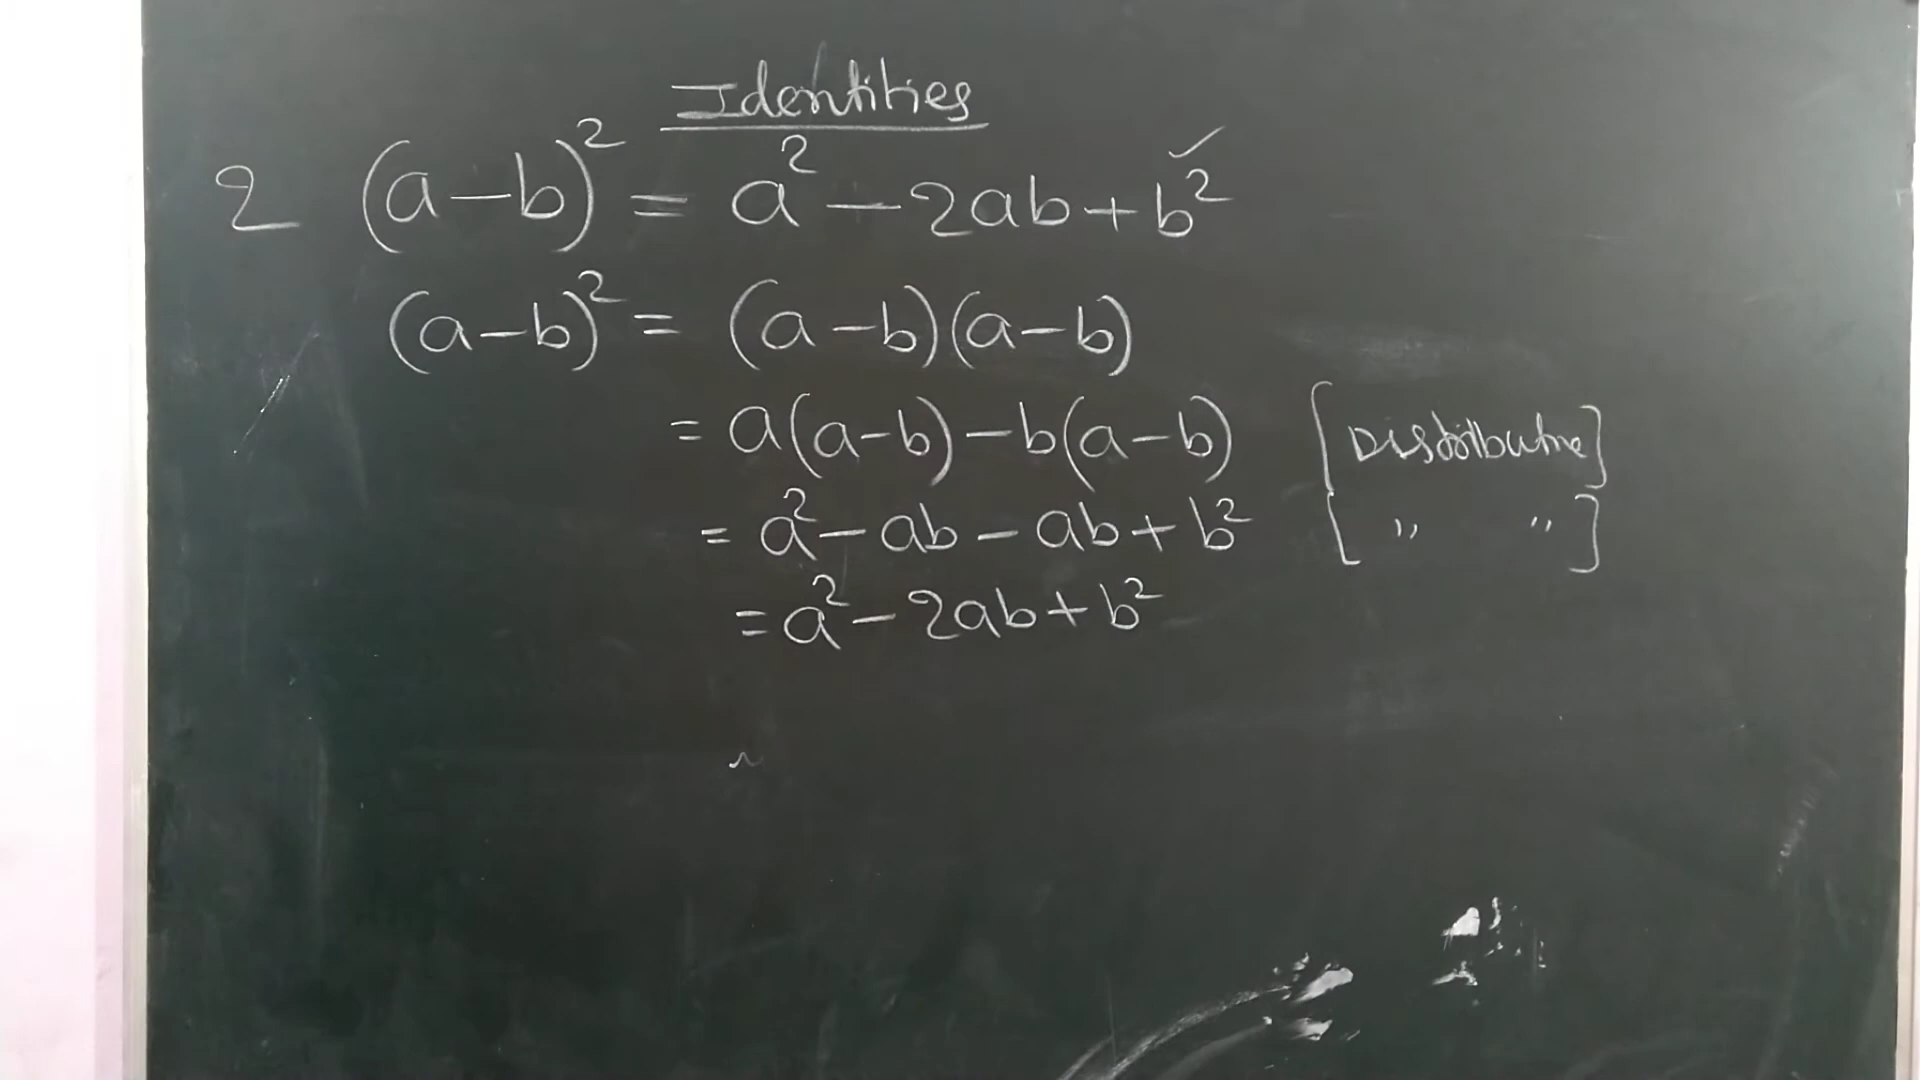 Identities
2 (a-b)² = a² - 2ab + b² ✓
(a-b)² = (a-b)(a-b)
= a(a-b) - b(a-b) [Distributive]
= a² - ab - ab + b² [ " " ]
= a² - 2ab + b²